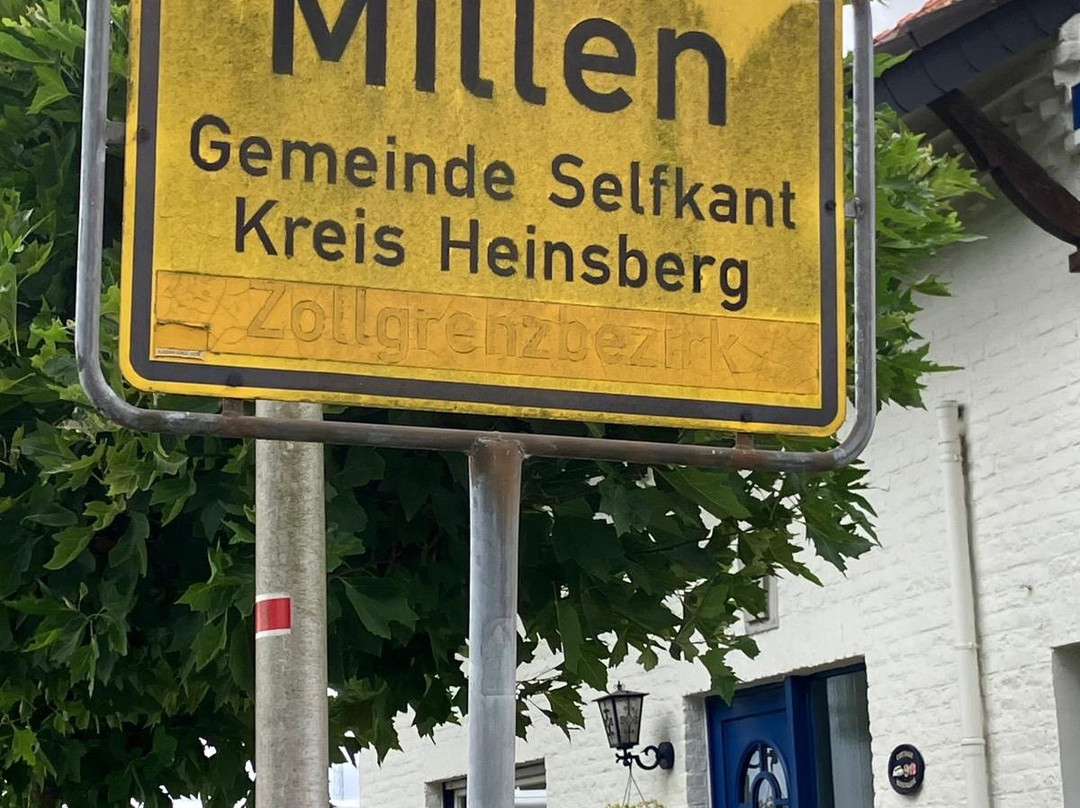 Millen
Gemeinde Selfkant
Kreis Heinsberg
Zollgrenzbezirk